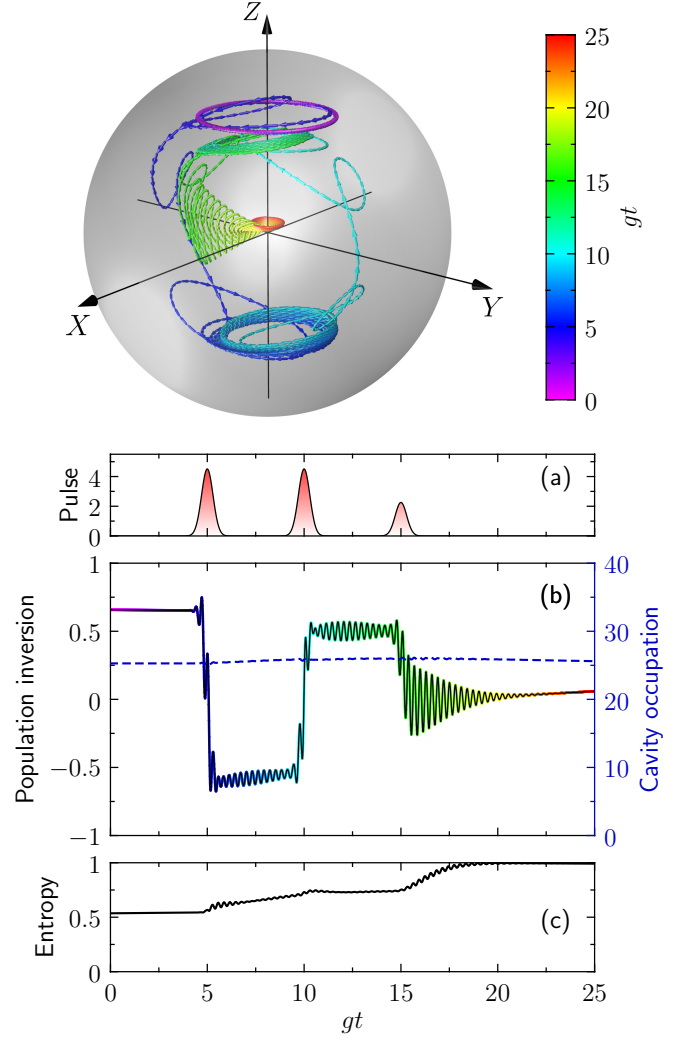 Z
X
Y
25
20
15
10
5
0
gt
Pulse
4
2
0
(a)
Population inversion
1
0.5
0
−0.5
−1
(b)
40
30
20
10
0
Cavity occupation
Entropy
1
0.5
0
(c)
0 5 10 15 20 25
gt